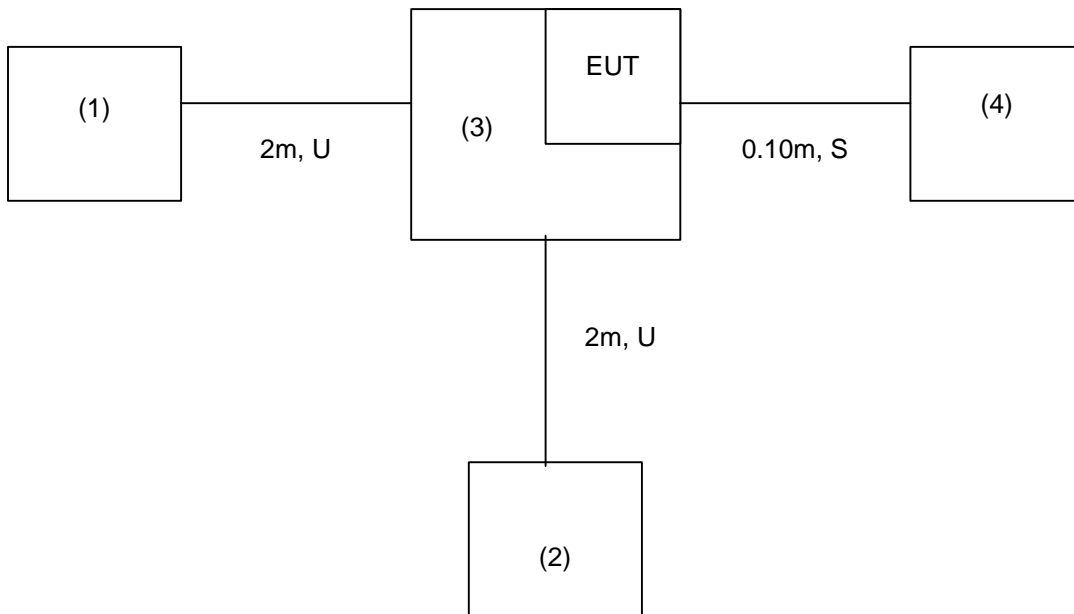 EUT
(1)
(3)
(4)
2m, U
0.10m, S
2m, U
(2)